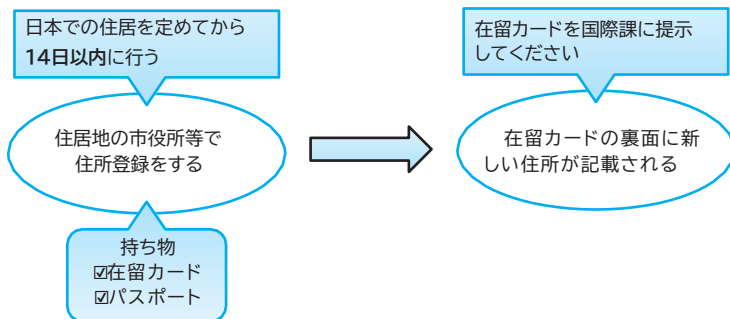 日本での住居を定めてから
14日以内に行う
住居地の市役所等で
住所登録をする
持ち物
☑在留カード
☑パスポート
在留カードを国際課に提示
してください
在留カードの裏面に新
しい住所が記載される